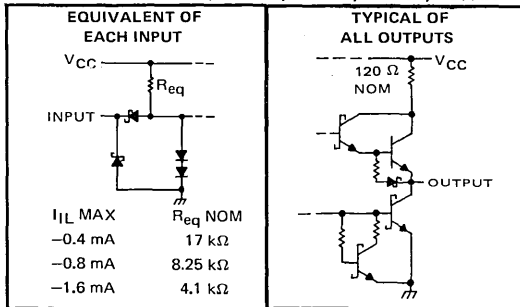 EQUIVALENT OF
EACH INPUT
VCC
Req
INPUT
IIL MAX Req NOM
−0.4 mA 17 kΩ
−0.8 mA 8.25 kΩ
−1.6 mA 4.1 kΩ
TYPICAL OF
ALL OUTPUTS
VCC
120 Ω
NOM
OUTPUT